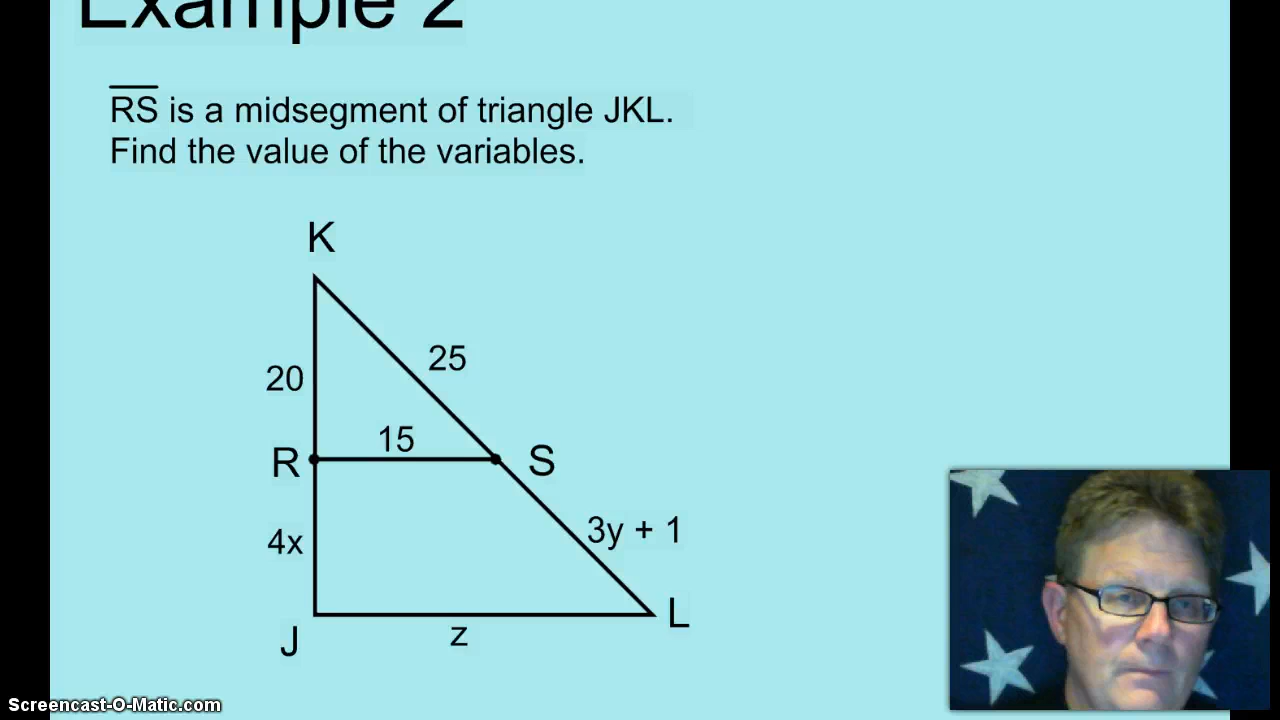 Example 2
RS is a midsegment of triangle JKL.
Find the value of the variables.
K
20
25
15
R
S
4x
3y + 1
J
z
L
Screencast-O-Matic.com